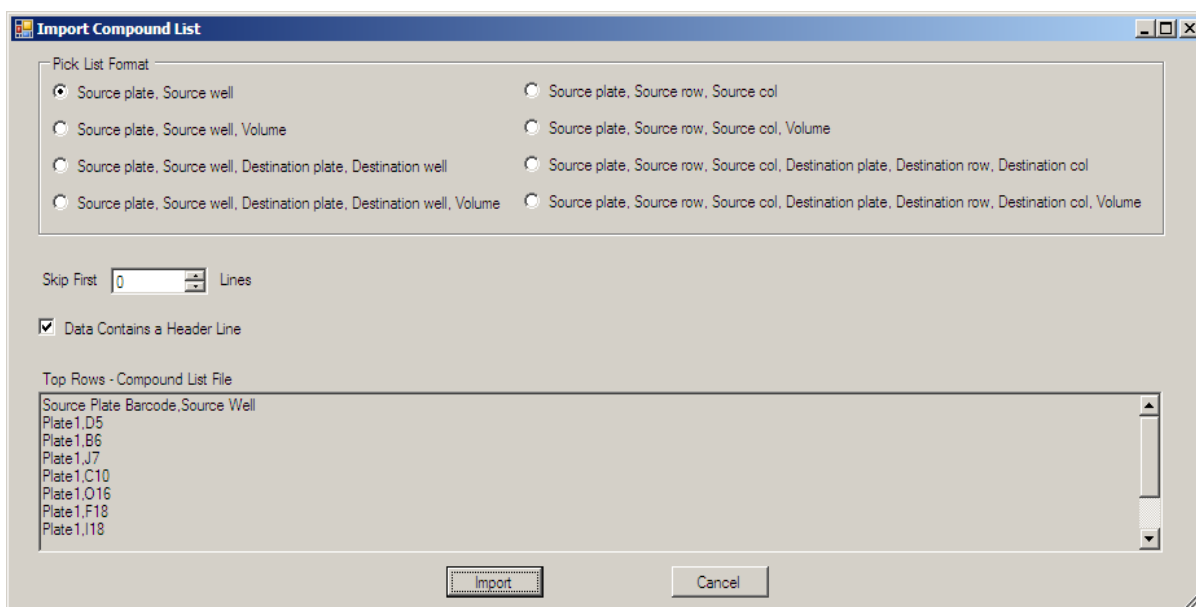 Import Compound List
Pick List Format
Source plate, Source well
Source plate, Source row, Source col
Source plate, Source well, Volume
Source plate, Source row, Source col, Volume
Source plate, Source well, Destination plate, Destination well
Source plate, Source row, Source col, Destination plate, Destination row, Destination col
Source plate, Source well, Destination plate, Destination well, Volume
Source plate, Source row, Source col, Destination plate, Destination row, Destination col, Volume
Skip First 0 Lines
Data Contains a Header Line
Top Rows - Compound List File
Source Plate Barcode,Source Well
Plate1,D5
Plate1,B6
Plate1,J7
Plate1,C10
Plate1,O16
Plate1,F18
Plate1,I18
Import Cancel